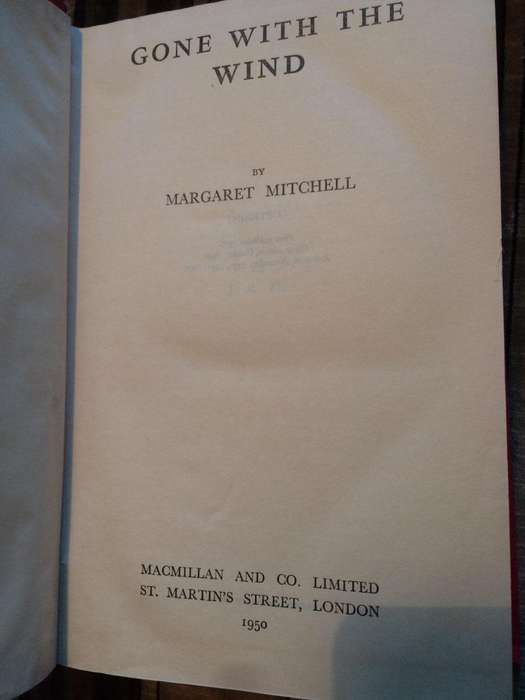 GONE WITH THE
WIND
BY
MARGARET MITCHELL
MACMILLAN AND CO. LIMITED
ST. MARTIN'S STREET, LONDON
1950